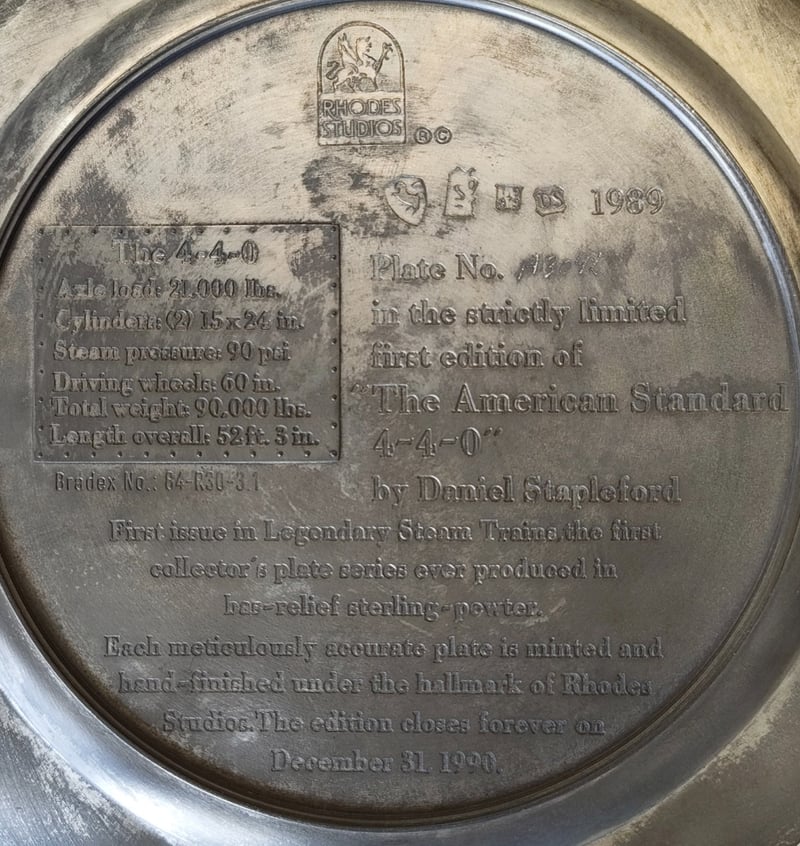 RHODES
STUDIOS
® ©
1989
The 4-4-0
Axle load: 21,000 lbs.
Cylinders: (2) 15 x 24 in.
Steam pressure: 90 psi
Driving wheels: 60 in.
Total weight: 90,000 lbs.
Length overall: 52 ft. 3 in.
Bradex No.: 64-R30-3.1
Plate No.
in the strictly limited
first edition of
"The American Standard
4-4-0"
by Daniel Stapleford
First issue in Legendary Steam Trains, the first
collector's plate series ever produced in
bas-relief sterling-pewter.
Each meticulously accurate plate is minted and
hand-finished under the hallmark of Rhodes
Studios. The edition closes forever on
December 31, 1990.